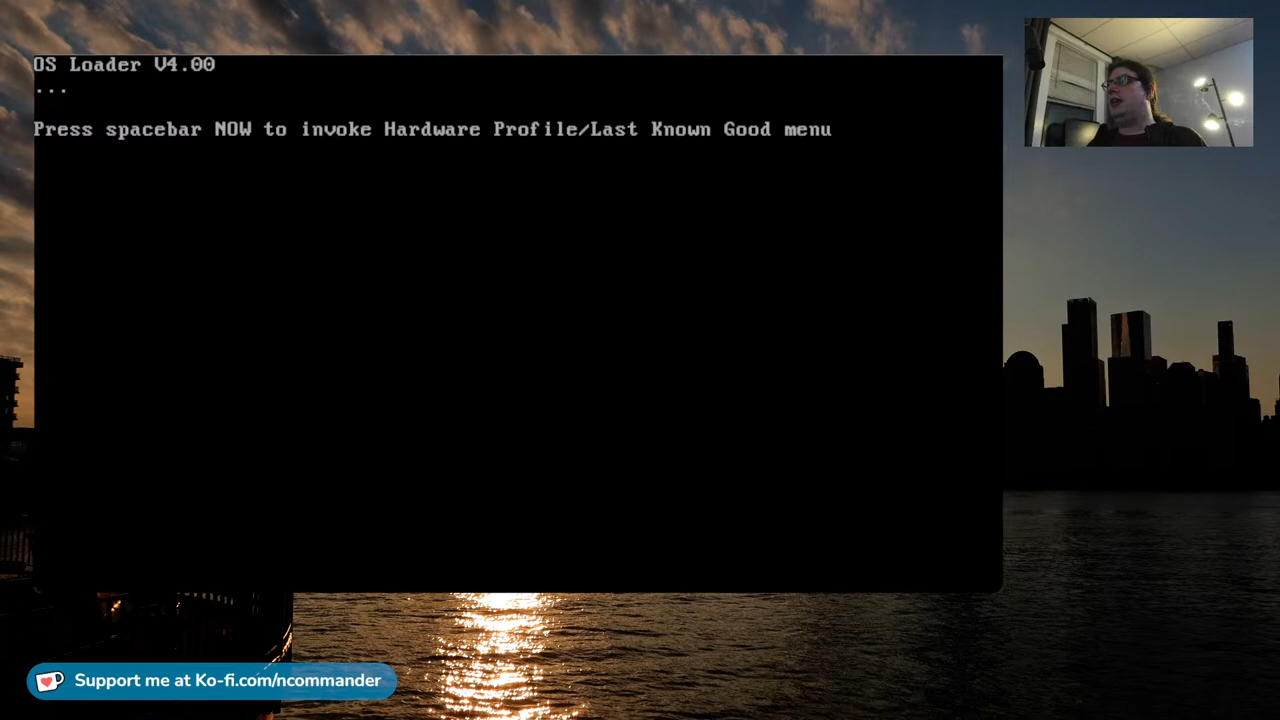 OS Loader V4.00
...
Press spacebar NOW to invoke Hardware Profile/Last Known Good menu
Support me at Ko-fi.com/ncommander